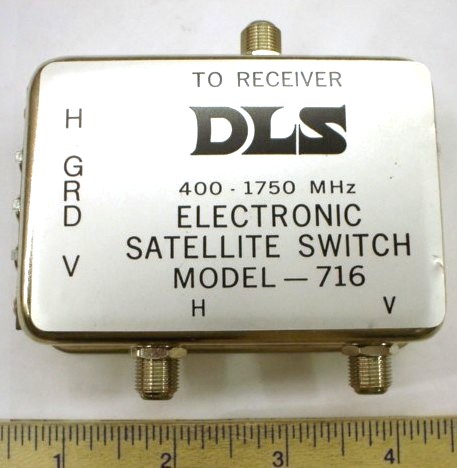 TO RECEIVER
DLS
400 - 1750 MHz
ELECTRONIC
SATELLITE SWITCH
MODEL — 716
H
GRD
V
H V
1 2 3 4